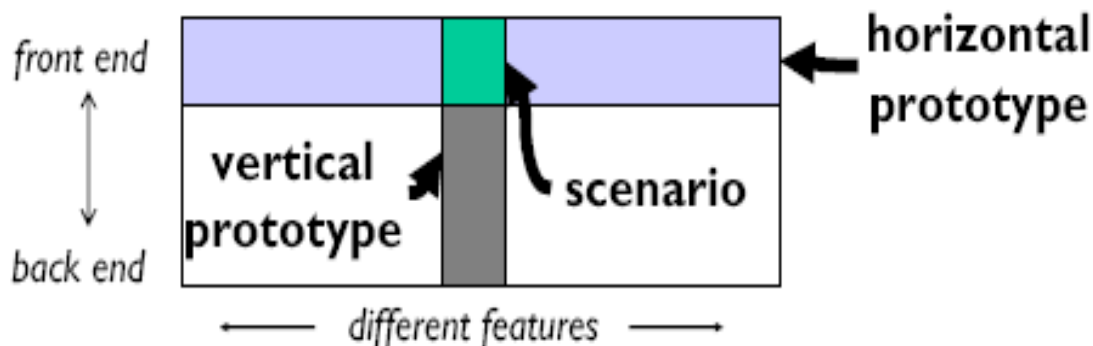 front end
horizontal
prototype
vertical
prototype
scenario
back end
different features